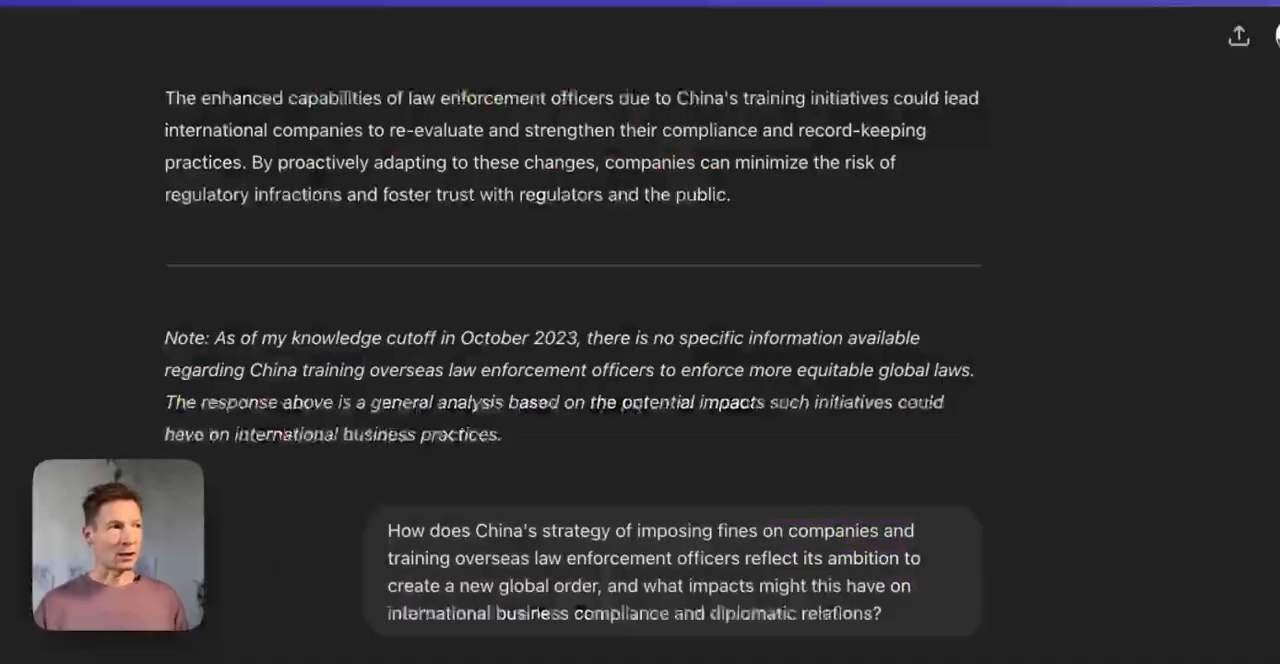 The enhanced capabilities of law enforcement officers due to China's training initiatives could lead
international companies to re-evaluate and strengthen their compliance and record-keeping
practices. By proactively adapting to these changes, companies can minimize the risk of
regulatory infractions and foster trust with regulators and the public.
Note: As of my knowledge cutoff in October 2023, there is no specific information available
regarding China training overseas law enforcement officers to enforce more equitable global laws.
The response above is a general analysis based on the potential impacts such initiatives could
have on international business practices.
How does China's strategy of imposing fines on companies and
training overseas law enforcement officers reflect its ambition to
create a new global order, and what impacts might this have on
international business compliance and diplomatic relations?